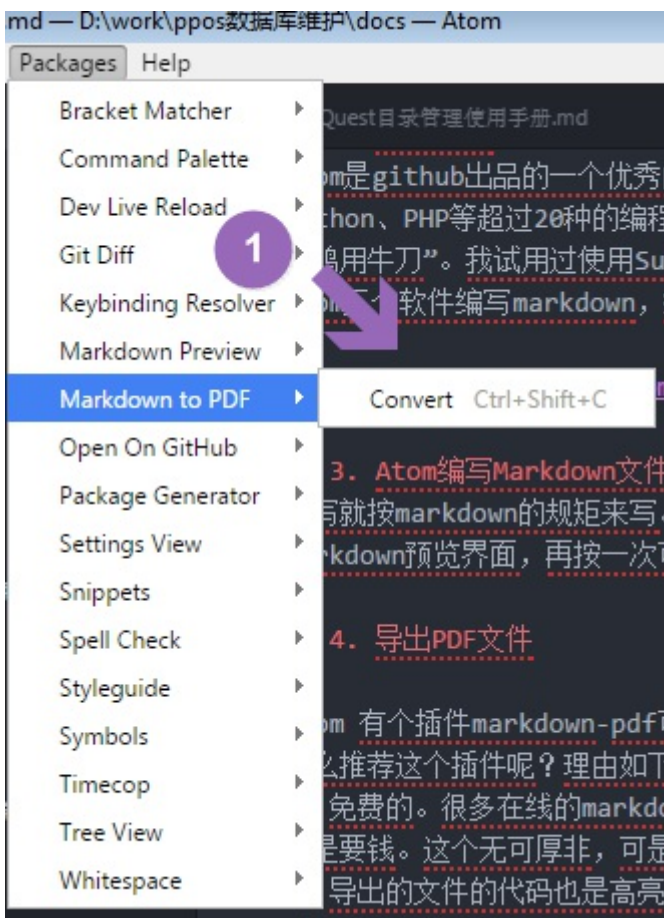 md — D:\work\ppos数据库维护\docs — Atom
Packages Help
Bracket Matcher
Quest目录管理使用手册.md
Command Palette
om是github出品的一个优秀
Dev Live Reload
thon、PHP等超过20种的编程
Git Diff
1
鸡用牛刀”。我试用过使用Su
Keybinding Resolver
软件编写markdown，
Markdown Preview
Markdown to PDF
Convert Ctrl+Shift+C
Open On GitHub
3. Atom编写Markdown文件
Package Generator
写就按markdown的规矩来写
Settings View
rkdown预览界面，再按一次
Snippets
Spell Check
4. 导出PDF文件
Styleguide
Symbols
om 有个插件markdown-pdf
么推荐这个插件呢？理由如下
Timecop
免费的。很多在线的markdo
Tree View
是要钱。这个无可厚非，可是
Whitespace
导出的文件的代码也是高亮